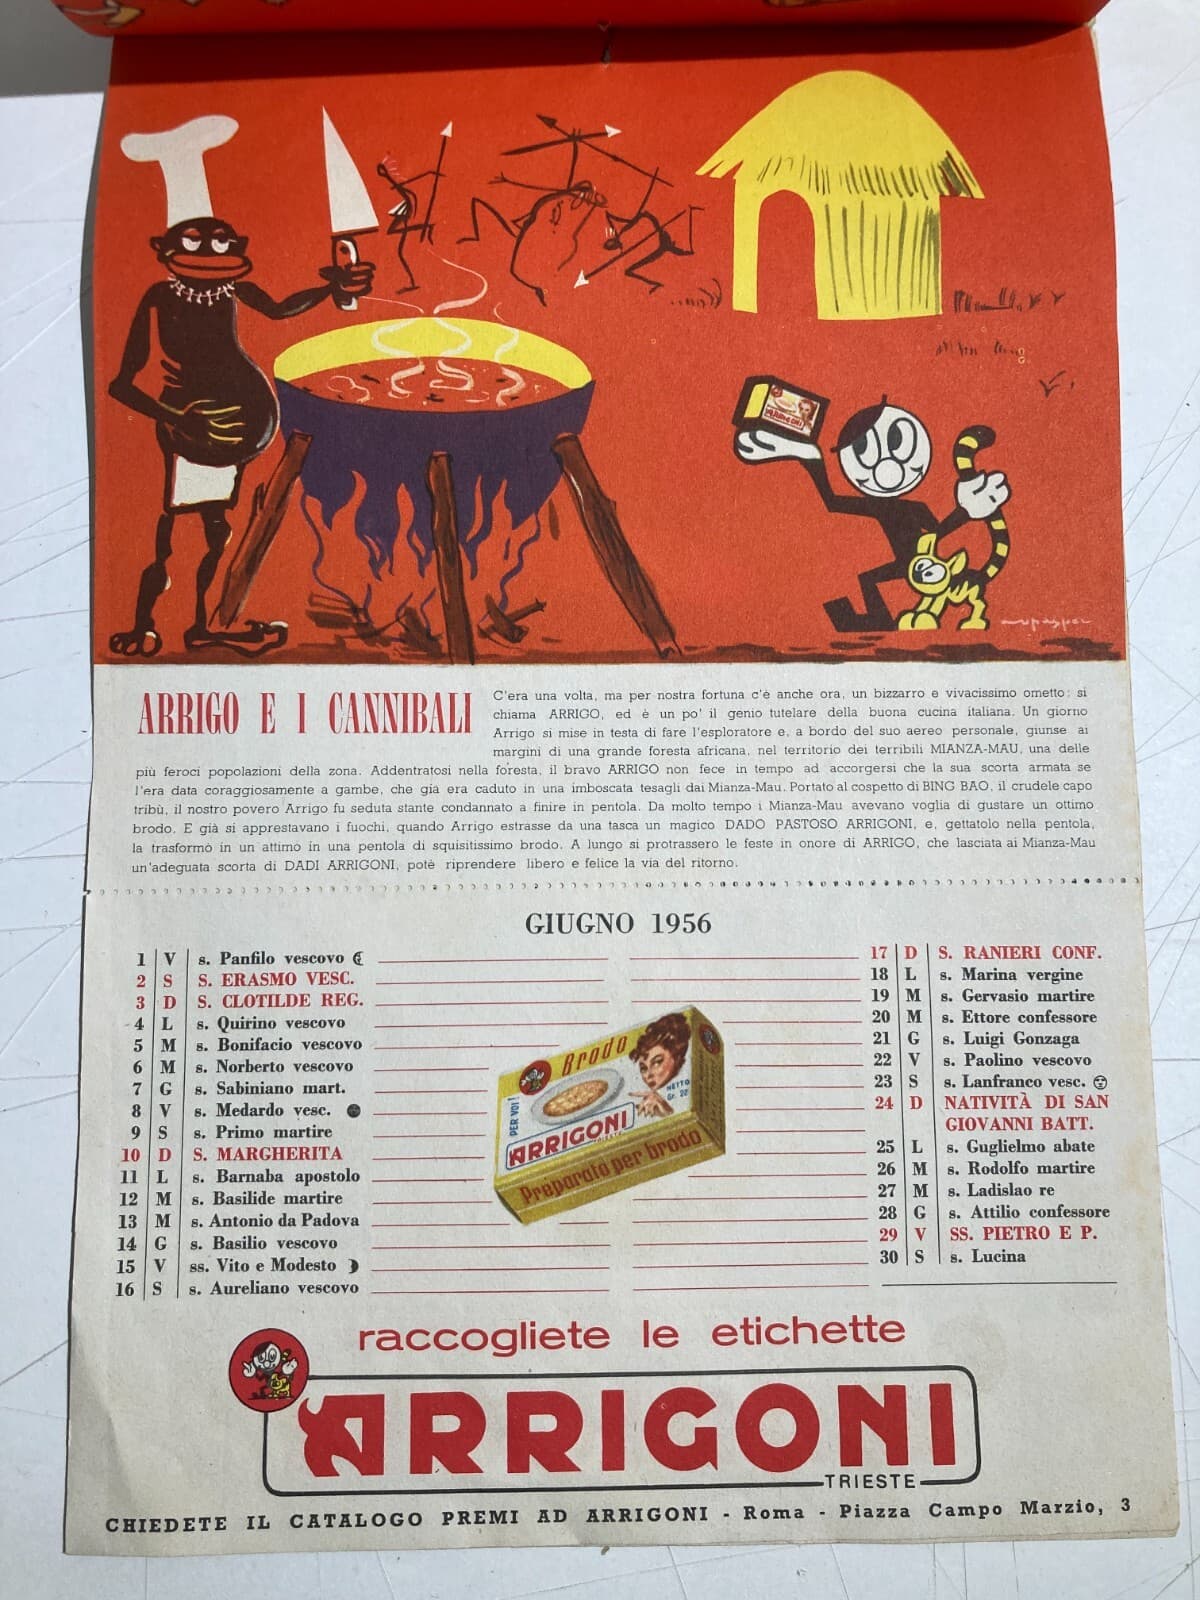 ARRIGONI
ARRIGO E I CANNIBALI
C'era una volta, ma per nostra fortuna c'è anche ora, un bizzarro e vivacissimo ometto: si
chiama ARRIGO, ed è un po' il genio tutelare della buona cucina italiana. Un giorno
Arrigo si mise in testa di fare l'esploratore e, a bordo del suo aereo personale, giunse ai
margini di una grande foresta africana, nel territorio dei terribili MIANZA-MAU, una delle
più feroci popolazioni della zona. Addentratosi nella foresta, il bravo ARRIGO non fece in tempo ad accorgersi che la sua scorta armata se
l'era data coraggiosamente a gambe, che già era caduto in una imboscata tesagli dai Mianza-Mau. Portato al cospetto di BING BAO, il crudele capo
tribù, il nostro povero Arrigo fu seduta stante condannato a finire in pentola. Da molto tempo i Mianza-Mau avevano voglia di gustare un ottimo
brodo. E già si apprestavano i fuochi, quando Arrigo estrasse da una tasca un magico DADO PASTOSO ARRIGONI, e, gettatolo nella pentola,
la trasformò in un attimo in una pentola di squisitissimo brodo. A lungo si protrassero le feste in onore di ARRIGO, che lasciata ai Mianza-Mau
un'adeguata scorta di DADI ARRIGONI, potè riprendere libero e felice la via del ritorno.
GIUGNO 1956
1 V s. Panfilo vescovo
2 S S. ERASMO VESC.
3 D S. CLOTILDE REG.
4 L s. Quirino vescovo
5 M s. Bonifacio vescovo
6 M s. Norberto vescovo
7 G s. Sabiniano mart.
8 V s. Medardo vesc.
9 S s. Primo martire
10 D S. MARGHERITA
11 L s. Barnaba apostolo
12 M s. Basilide martire
13 M s. Antonio da Padova
14 G s. Basilio vescovo
15 V ss. Vito e Modesto
16 S s. Aureliano vescovo
Brodo
PER VOI!
NETTO
Gr. 20
ARRIGONI
TRIESTE
Preparato per brodo
17 D S. RANIERI CONF.
18 L s. Marina vergine
19 M s. Gervasio martire
20 M s. Ettore confessore
21 G s. Luigi Gonzaga
22 V s. Paolino vescovo
23 S s. Lanfranco vesc.
24 D NATIVITÀ DI SAN
GIOVANNI BATT.
25 L s. Guglielmo abate
26 M s. Rodolfo martire
27 M s. Ladislao re
28 G s. Attilio confessore
29 V SS. PIETRO E P.
30 S s. Lucina
raccogliete le etichette
ARRIGONI
TRIESTE
CHIEDETE IL CATALOGO PREMI AD ARRIGONI - Roma - Piazza Campo Marzio, 3